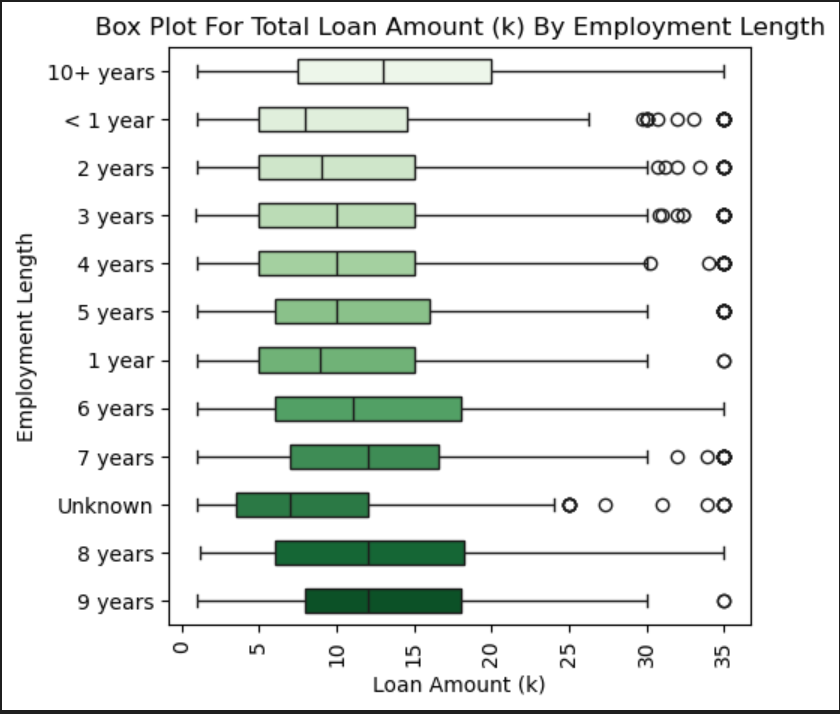 Box Plot For Total Loan Amount (k) By Employment Length
Employment Length
10+ years
< 1 year
2 years
3 years
4 years
5 years
1 year
6 years
7 years
Unknown
8 years
9 years
0 5 10 15 20 25 30 35
Loan Amount (k)